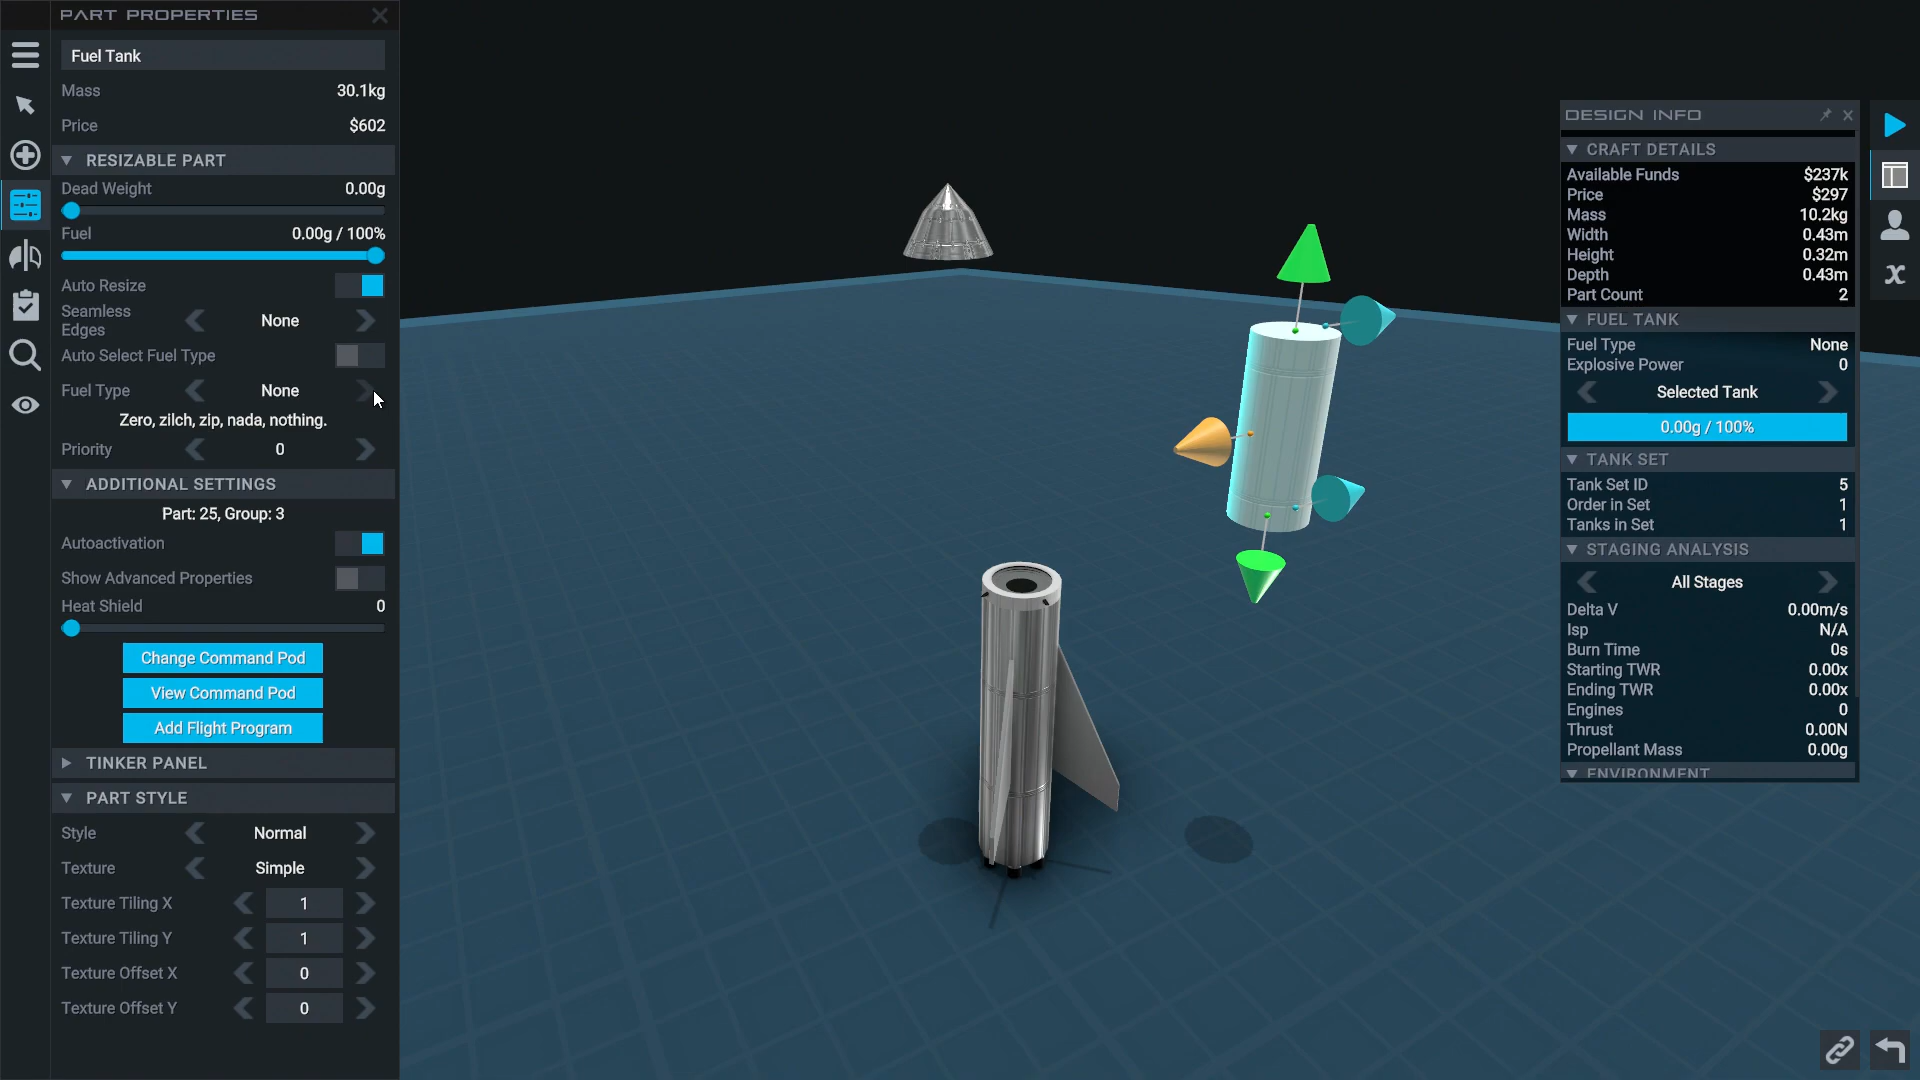 PART PROPERTIES
Fuel Tank
Mass 30.1kg
Price $602
RESIZABLE PART
Dead Weight 0.00g
Fuel 0.00g / 100%
Auto Resize
Seamless Edges None
Auto Select Fuel Type
Fuel Type None
Zero, zilch, zip, nada, nothing.
Priority 0
ADDITIONAL SETTINGS
Part: 25, Group: 3
Autoactivation
Show Advanced Properties
Heat Shield 0
Change Command Pod
View Command Pod
Add Flight Program
TINKER PANEL
PART STYLE
Style Normal
Texture Simple
Texture Tiling X 1
Texture Tiling Y 1
Texture Offset X 0
Texture Offset Y 0
DESIGN INFO
CRAFT DETAILS
Available Funds $237k
Price $297
Mass 10.2kg
Width 0.43m
Height 0.32m
Depth 0.43m
Part Count 2
FUEL TANK
Fuel Type None
Explosive Power 0
Selected Tank
0.00g / 100%
TANK SET
Tank Set ID 5
Order in Set 1
Tanks in Set 1
STAGING ANALYSIS
All Stages
Delta V 0.00m/s
Isp N/A
Burn Time 0s
Starting TWR 0.00x
Ending TWR 0.00x
Engines 0
Thrust 0.00N
Propellant Mass 0.00g
ENVIRONMENT